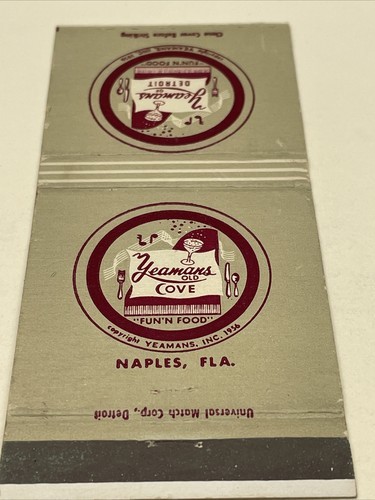 Close Cover Before Striking
Yeamans
OF
DETROIT
"FUN'N FOOD"
Yeamans
OLD
COVE
"FUN'N FOOD"
copyright YEAMANS, INC. 1956
NAPLES, FLA.
Universal Match Corp., Detroit